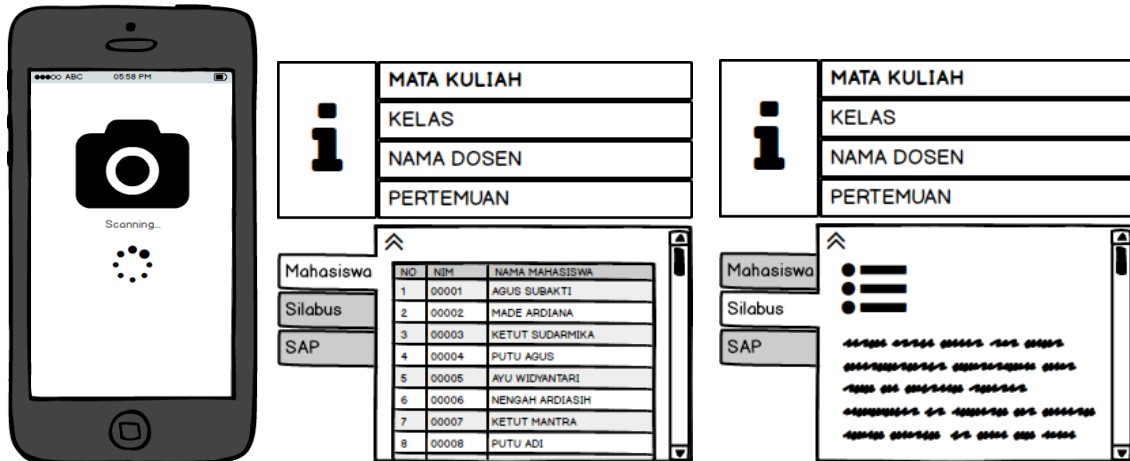 ABC 05:58 PM
Scanning...
i
MATA KULIAH
KELAS
NAMA DOSEN
PERTEMUAN
Mahasiswa
Silabus
SAP
NO NIM NAMA MAHASISWA
1 00001 AGUS SUBAKTI
2 00002 MADE ARDIANA
3 00003 KETUT SUDARMIKA
4 00004 PUTU AGUS
5 00005 AYU WIDYANTARI
6 00006 NENGAH ARDIASIH
7 00007 KETUT MANTRA
8 00008 PUTU ADI
i
MATA KULIAH
KELAS
NAMA DOSEN
PERTEMUAN
Mahasiswa
Silabus
SAP